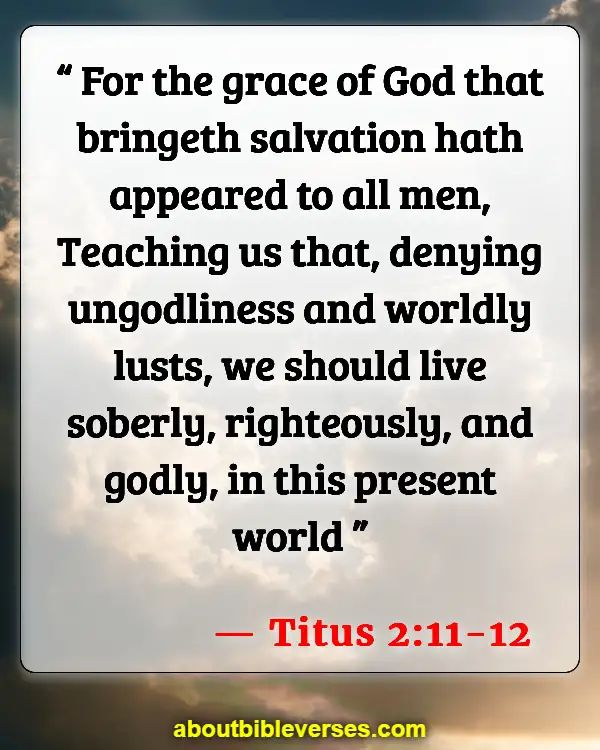 “ For the grace of God that
bringeth salvation hath
appeared to all men,
Teaching us that, denying
ungodliness and worldly
lusts, we should live
soberly, righteously, and
godly, in this present
world ”
— Titus 2:11-12
aboutbibleverses.com